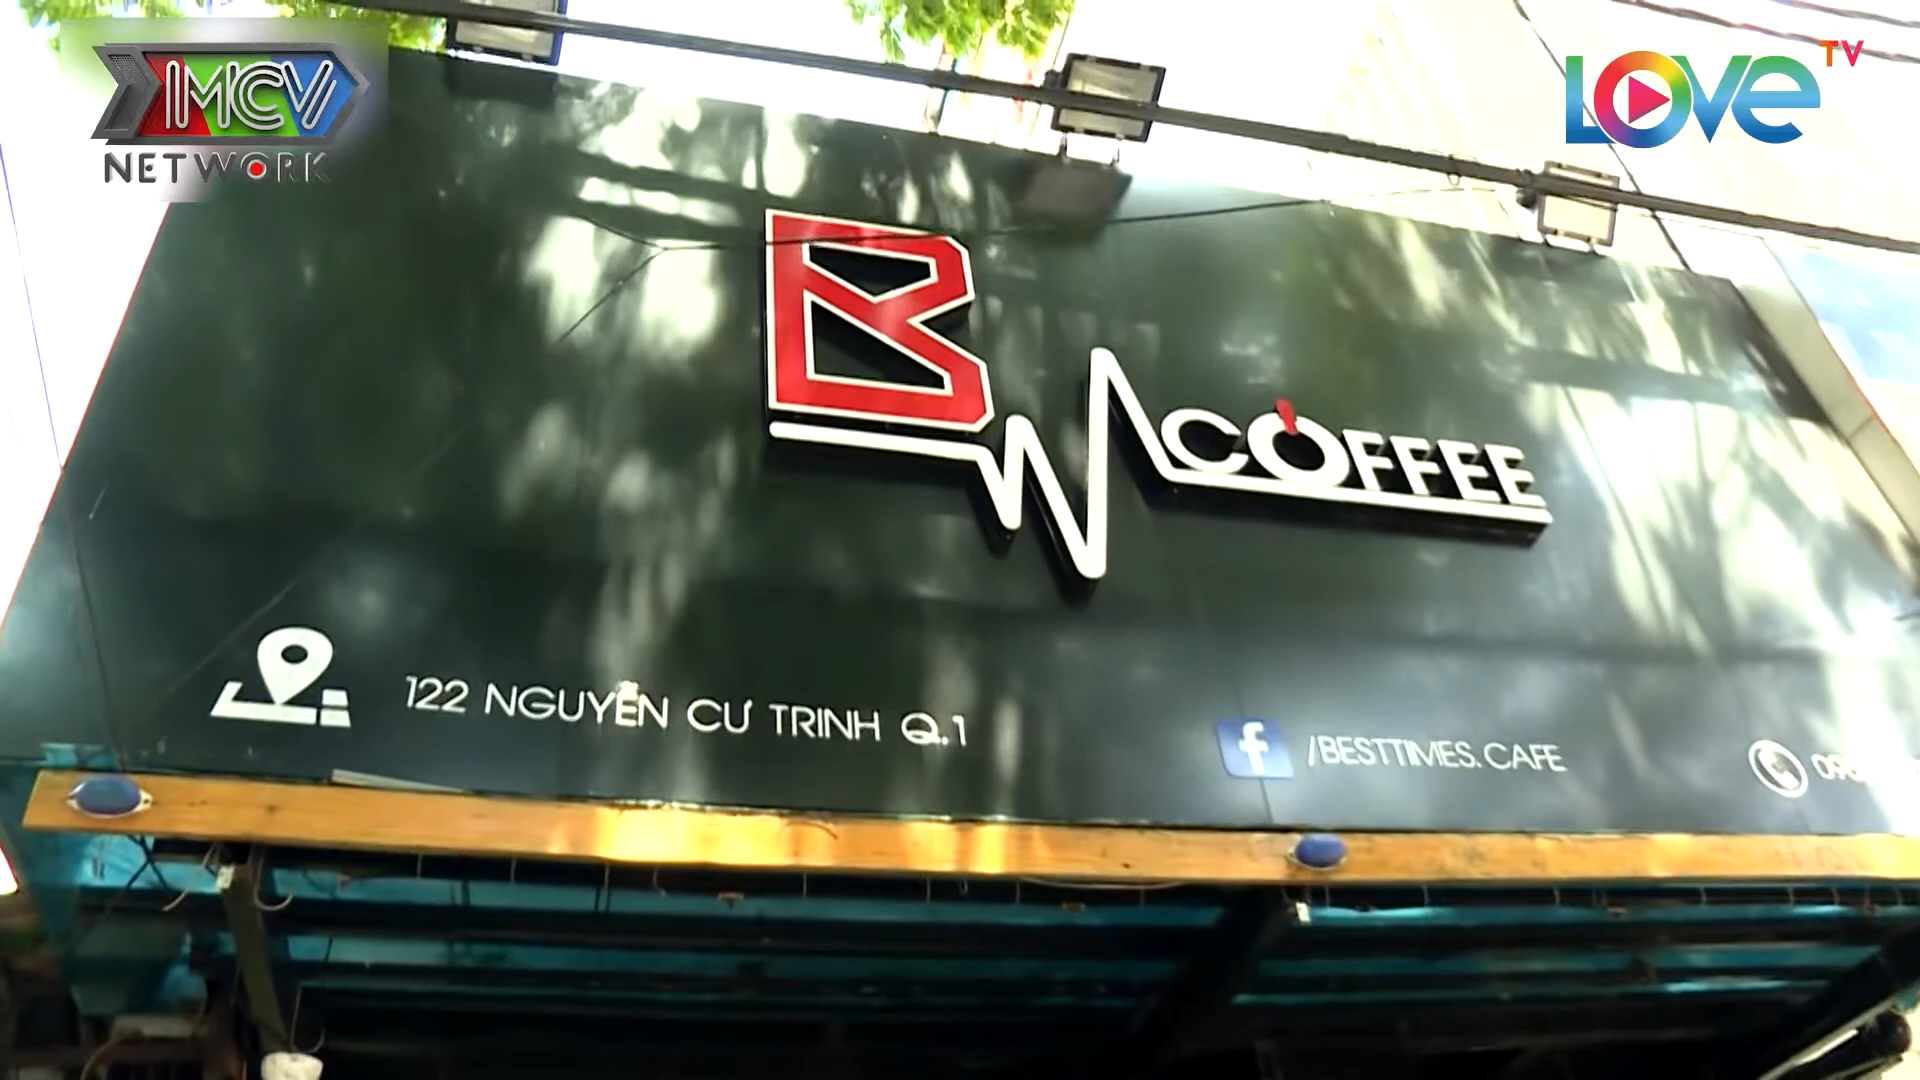 MCV
NETWORK
LOVE TV
B COFFEE
122 NGUYỄN CƯ TRINH Q.1
/BESTTIMES.CAFE